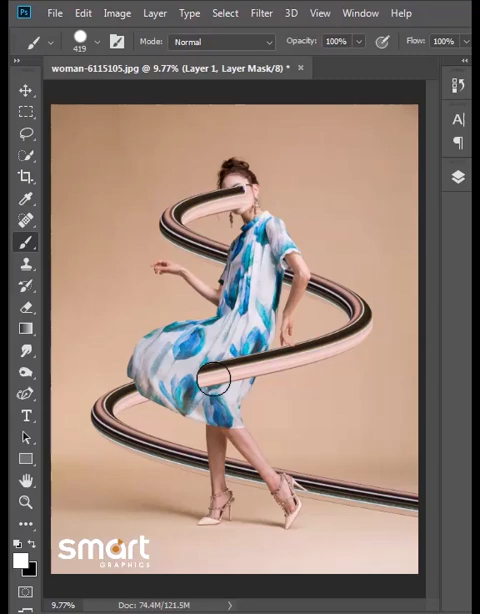 Ps File Edit Image Layer Type Select Filter 3D View Window Help
419 Mode: Normal Opacity: 100% Flow: 100%
woman-6115105.jpg @ 9.77% (Layer 1, Layer Mask/8) * ×
A
T
smart
GRAPHICS
9.77% Doc: 74.4M/121.5M